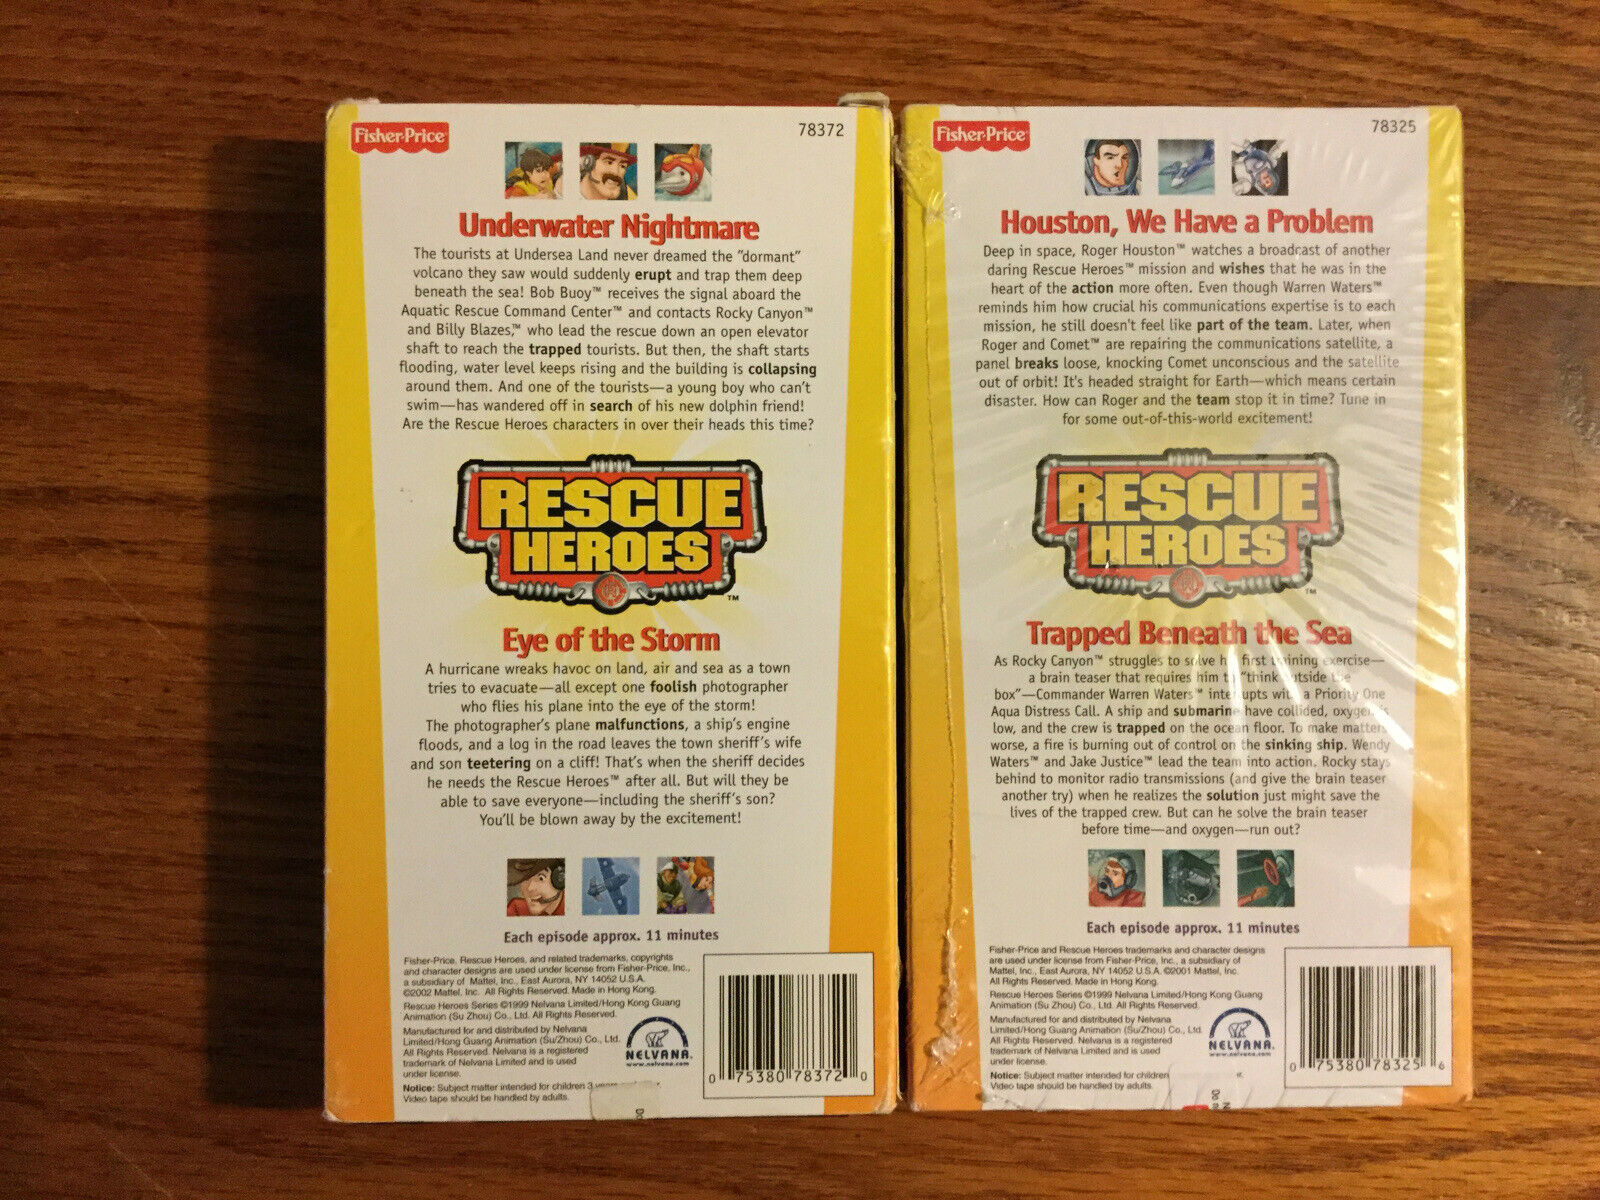 Fisher-Price
78372
Underwater Nightmare
The tourists at Undersea Land never dreamed the "dormant"
volcano they saw would suddenly erupt and trap them deep
beneath the sea! Bob Buoy™ receives the signal aboard the
Aquatic Rescue Command Center™ and contacts Rocky Canyon™
and Billy Blazes,™ who lead the rescue down an open elevator
shaft to reach the trapped tourists. But then, the shaft starts
flooding, water level keeps rising and the building is collapsing
around them. And one of the tourists—a young boy who can't
swim—has wandered off in search of his new dolphin friend!
Are the Rescue Heroes characters in over their heads this time?
RESCUE
HEROES
™
Eye of the Storm
A hurricane wreaks havoc on land, air and sea as a town
tries to evacuate—all except one foolish photographer
who flies his plane into the eye of the storm!
The photographer's plane malfunctions, a ship's engine
floods, and a log in the road leaves the town sheriff's wife
and son teetering on a cliff! That's when the sheriff decides
he needs the Rescue Heroes™ after all. But will they be
able to save everyone—including the sheriff's son?
You'll be blown away by the excitement!
Each episode approx. 11 minutes
Fisher-Price, Rescue Heroes, and related trademarks, copyrights
and character designs are used under license from Fisher-Price, Inc.,
a subsidiary of Mattel, Inc., East Aurora, NY 14052 U.S.A.
©2002 Mattel, Inc. All Rights Reserved. Made in Hong Kong.
Rescue Heroes Series ©1999 Nelvana Limited/Hong Kong Guang
Animation (Su Zhou) Co., Ltd. All Rights Reserved.
Manufactured for and distributed by Nelvana
Limited/Hong Guang Animation (Su/Zhou) Co., Ltd.
All Rights Reserved. Nelvana is a registered
trademark of Nelvana Limited and is used
under license.
NELVANA.
www.nelvana.com
Notice: Subject matter intended for children 3
Video tape should be handled by adults.
0 75380 78372 0
Fisher-Price
78325
Houston, We Have a Problem
Deep in space, Roger Houston™ watches a broadcast of another
daring Rescue Heroes™ mission and wishes that he was in the
heart of the action more often. Even though Warren Waters™
reminds him how crucial his communications expertise is to each
mission, he still doesn't feel like part of the team. Later, when
Roger and Comet™ are repairing the communications satellite, a
panel breaks loose, knocking Comet unconscious and the satellite
out of orbit! It's headed straight for Earth—which means certain
disaster. How can Roger and the team stop it in time? Tune in
for some out-of-this-world excitement!
RESCUE
HEROES
™
Trapped Beneath the Sea
As Rocky Canyon™ struggles to solve his first training exercise—
a brain teaser that requires him to "think outside the
box"—Commander Warren Waters™ interrupts with a Priority One
Aqua Distress Call. A ship and submarine have collided, oxygen is
low, and the crew is trapped on the ocean floor. To make matters
worse, a fire is burning out of control on the sinking ship. Wendy
Waters™ and Jake Justice™ lead the team into action. Rocky stays
behind to monitor radio transmissions (and give the brain teaser
another try) when he realizes the solution just might save the
lives of the trapped crew. But can he solve the brain teaser
before time—and oxygen—run out?
Each episode approx. 11 minutes
Fisher-Price and Rescue Heroes trademarks and character designs
are used under license from Fisher-Price, Inc., a subsidiary of
Mattel, Inc., East Aurora, NY 14052 U.S.A. ©2001 Mattel, Inc.
All Rights Reserved. Made in Hong Kong.
Rescue Heroes Series ©1999 Nelvana Limited/Hong Kong Guang
Animation (Su Zhou) Co., Ltd. All Rights Reserved.
Manufactured for and distributed by Nelvana
Limited/Hong Guang Animation (Su/Zhou) Co., Ltd.
All Rights Reserved. Nelvana is a registered
trademark of Nelvana Limited and is used
under license.
NELVANA.
www.nelvana.com
Notice: Subject matter intended for children
Video tape should be handled by adults.
0 75380 78325 6